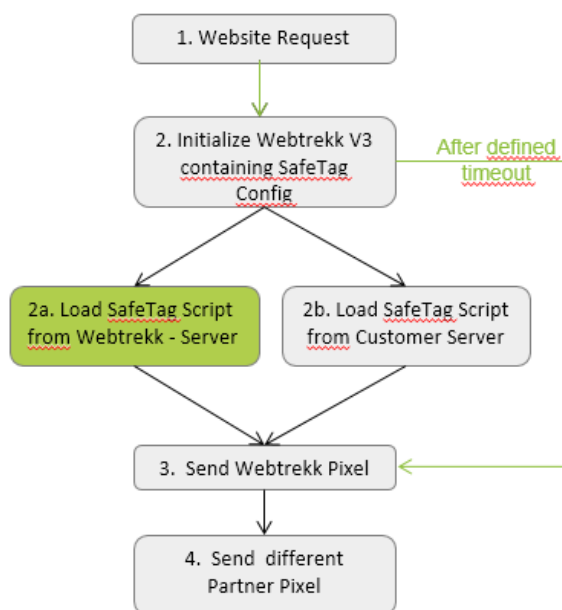 1. Website Request
2. Initialize Webtrekk V3
containing SafeTag
Config
After defined
timeout
2a. Load SafeTag Script
from Webtrekk - Server
2b. Load SafeTag Script
from Customer Server
3. Send Webtrekk Pixel
4. Send different
Partner Pixel